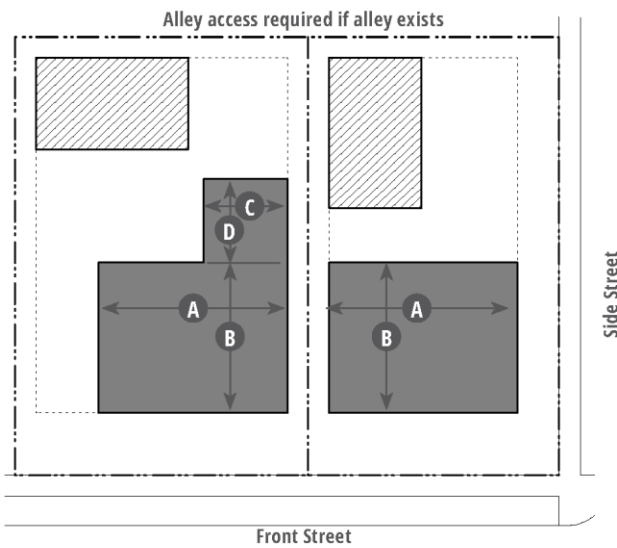 Alley access required if alley exists
C
D
A
A
B
B
Side Street
Front Street